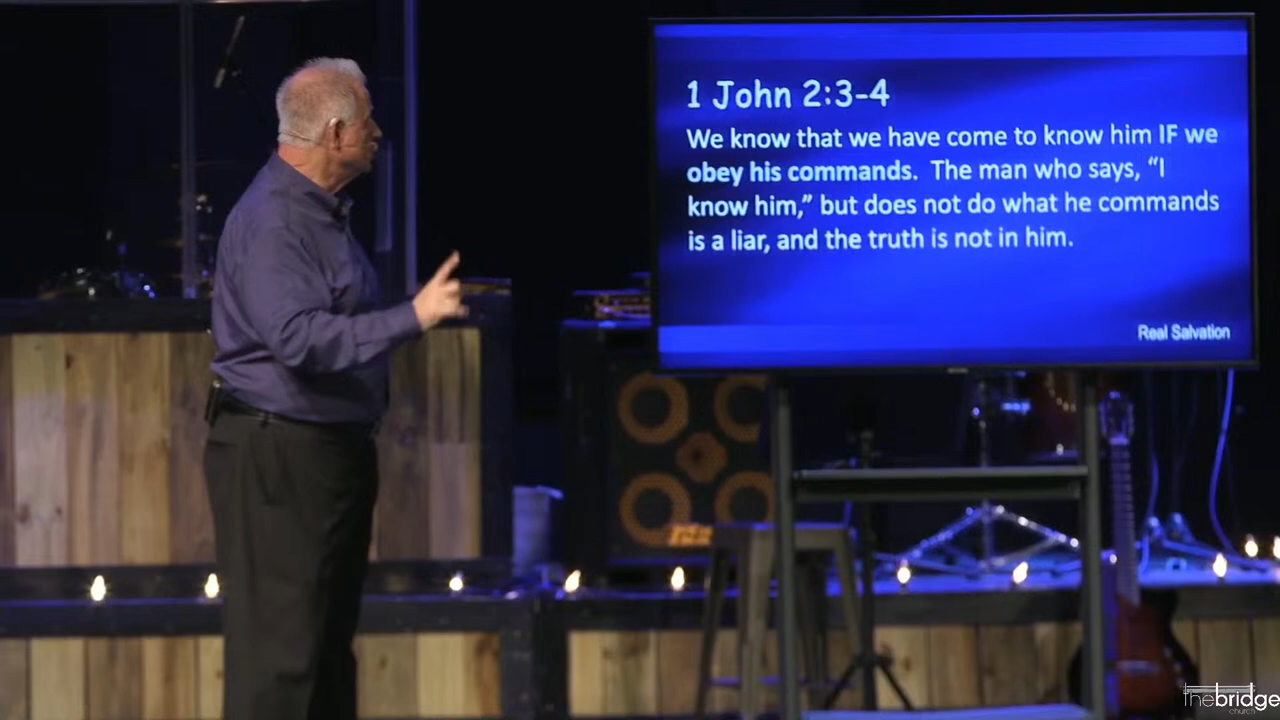 1 John 2:3-4
We know that we have come to know him IF we
obey his commands.  The man who says, “I
know him,” but does not do what he commands
is a liar, and the truth is not in him.
Real Salvation
thebridge
church